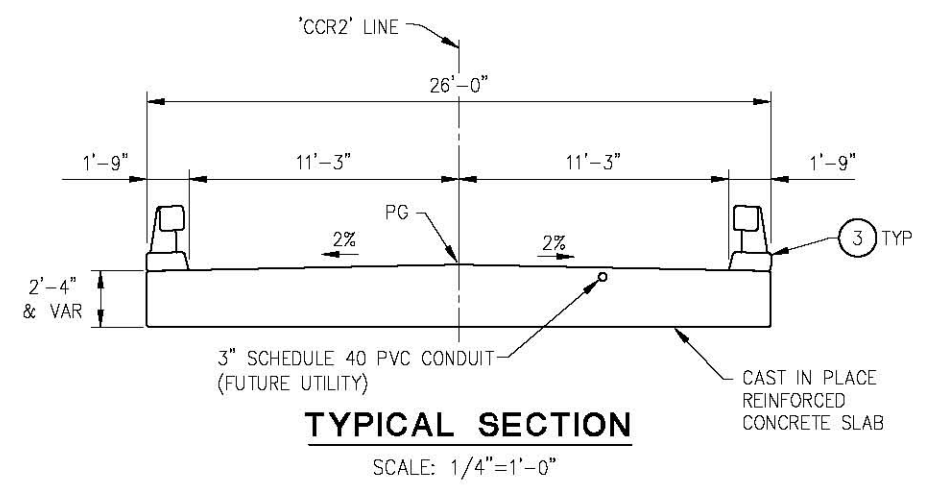 'CCR2' LINE
26'-0"
1'-9" 11'-3" 11'-3" 1'-9"
PG
2% 2%
3 TYP
2'-4"
& VAR
3" SCHEDULE 40 PVC CONDUIT
(FUTURE UTILITY)
CAST IN PLACE
REINFORCED
CONCRETE SLAB
TYPICAL SECTION
SCALE: 1/4"=1'-0"